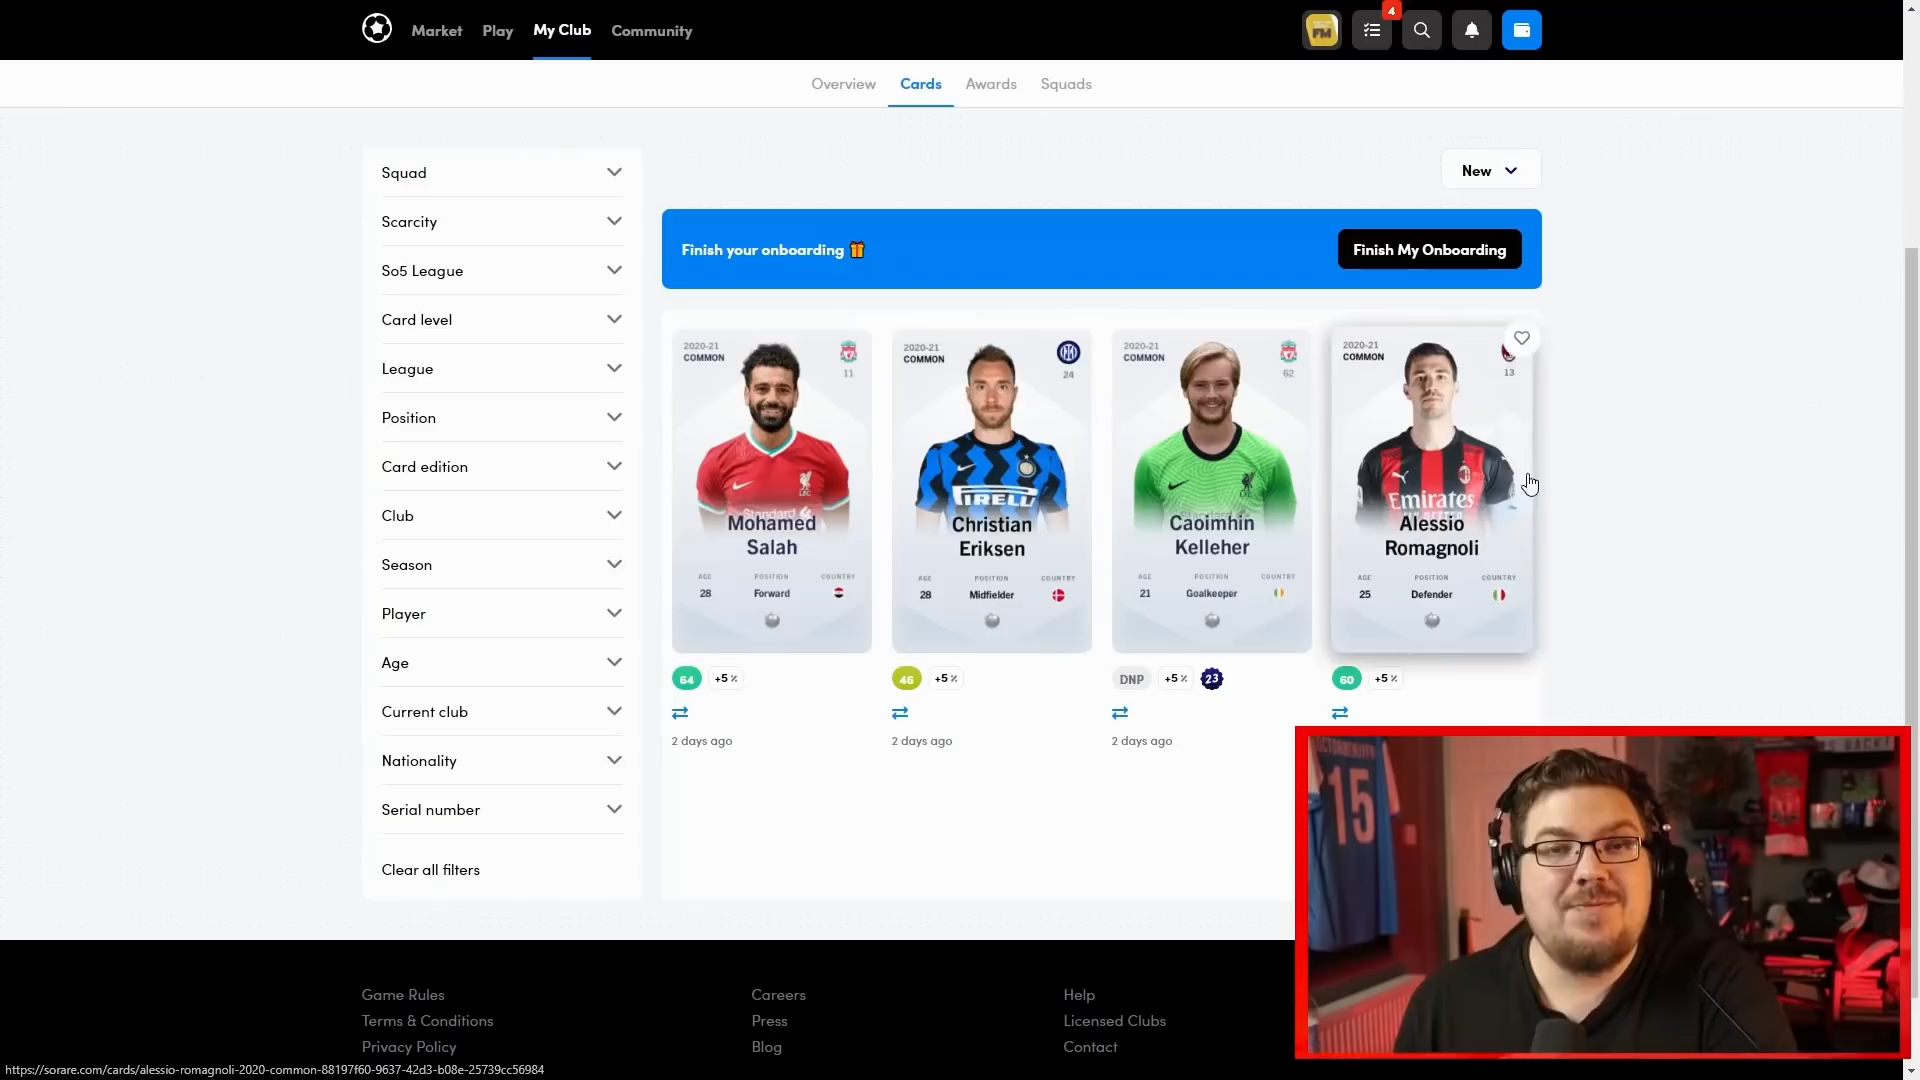 Market Play My Club Community
FM
4
Overview Cards Awards Squads
Squad
Scarcity
So5 League
Card level
League
Position
Card edition
Club
Season
Player
Age
Current club
Nationality
Serial number
Clear all filters
New
Finish your onboarding
Finish My Onboarding
2020-21
COMMON
11
Standard
Mohamed
Salah
AGE POSITION COUNTRY
28 Forward
64 +5 %
2 days ago
2020-21
COMMON
24
PIRELLI
Christian
Eriksen
AGE POSITION COUNTRY
28 Midfielder
46 +5 %
2 days ago
2020-21
COMMON
62
Standard
Caoimhin
Kelleher
AGE POSITION COUNTRY
21 Goalkeeper
DNP +5 % 23
2 days ago
2020-21
COMMON
13
Emirates
Alessio
Romagnoli
AGE POSITION COUNTRY
25 Defender
60 +5 %
15
Game Rules
Terms & Conditions
Privacy Policy
Careers
Press
Blog
Help
Licensed Clubs
Contact
https://sorare.com/cards/alessio-romagnoli-2020-common-88197f60-9637-42d3-b08e-25739cc56984